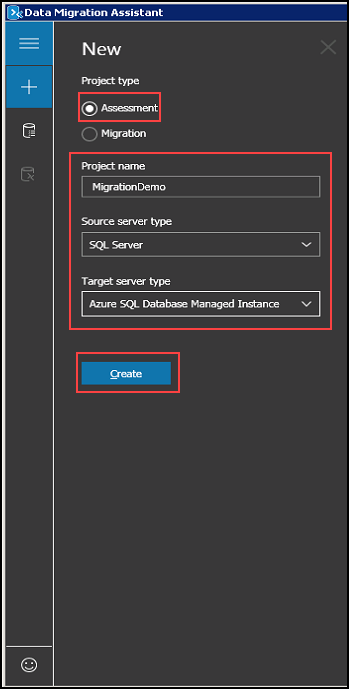 Data Migration Assistant
New
Project type
Assessment
Migration
Project name
MigrationDemo
Source server type
SQL Server
Target server type
Azure SQL Database Managed Instance
Create